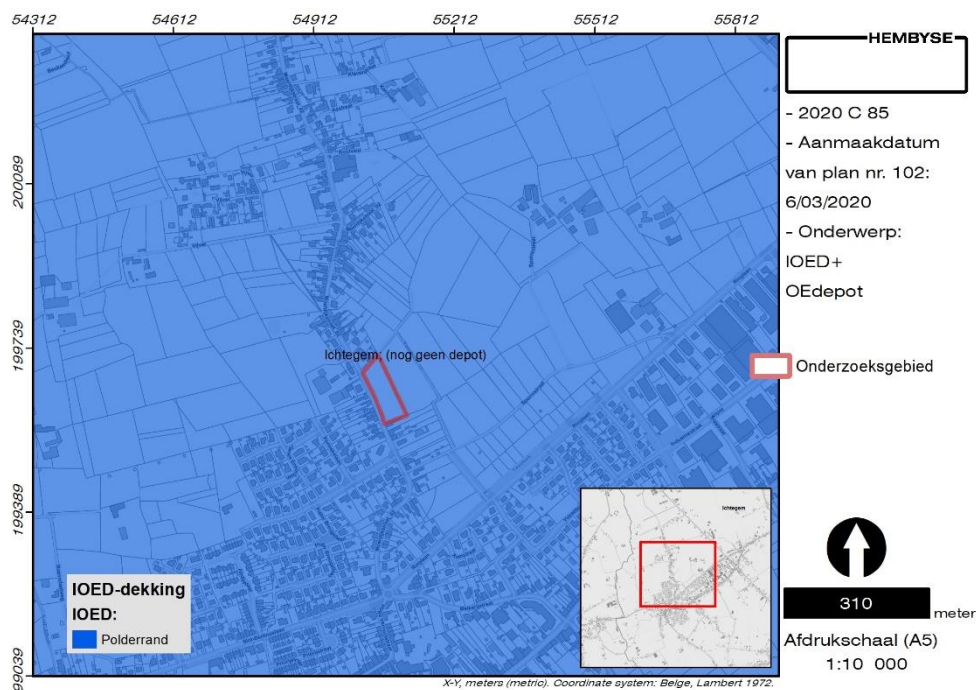 54312 54612 54912 55212 55512 55812
HEMBYSE
- 2020 C 85
- Aanmaakdatum
van plan nr. 102:
6/03/2020
- Onderwerp:
IOED+
OEdepot
200089
199739
199389
99039
Ichtegem: (nog geen depot)
Onderzoeksgebied
Ichtegem
IOED-dekking
IOED:
Polderrand
310 meter
Afdrukschaal (A5)
1:10 000
X-Y, meters (metric). Coordinate system: Belge, Lambert 1972.